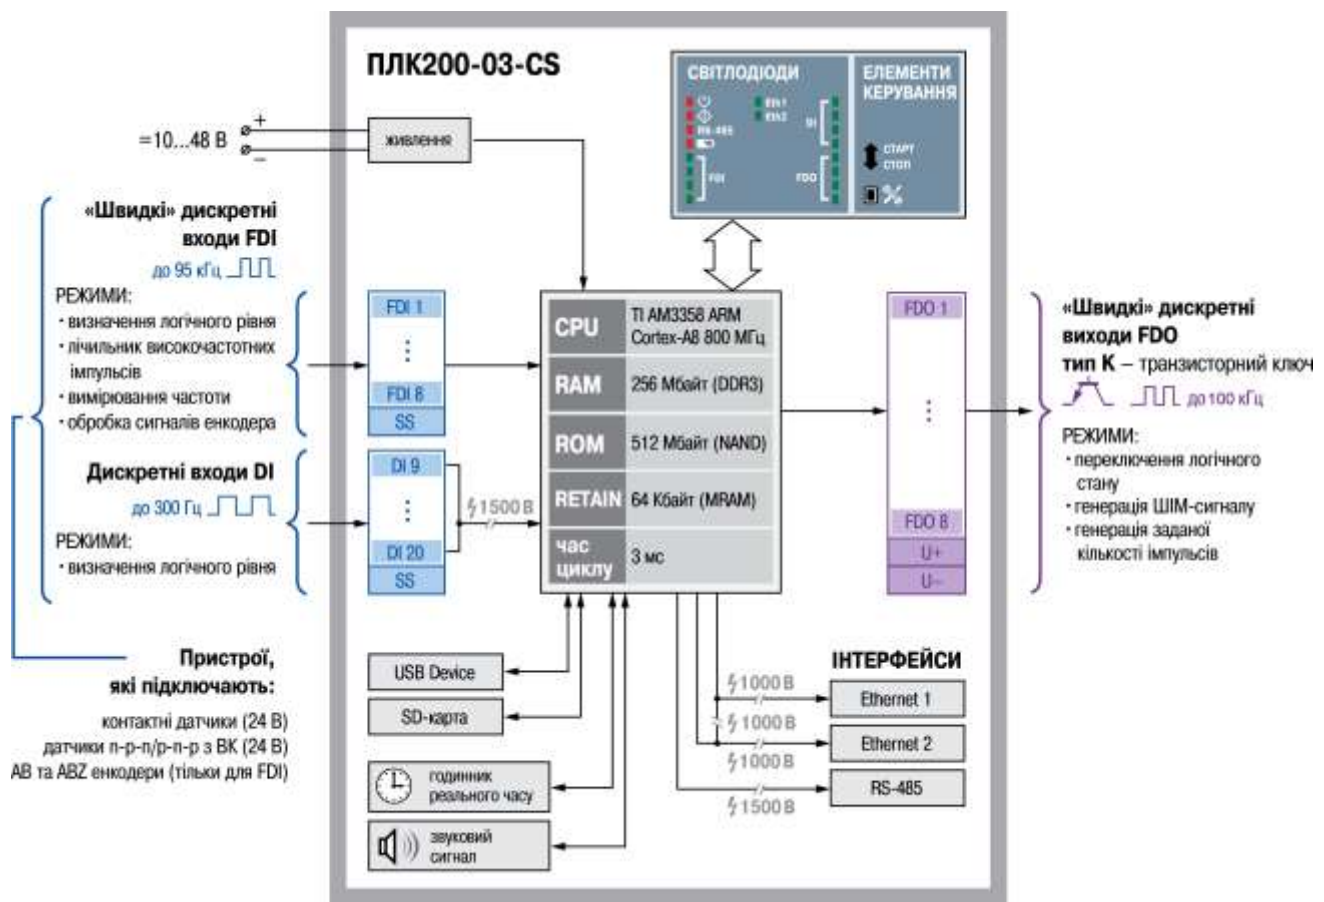 ПЛК200-03-CS
СВІТЛОДІОДИ
Eth1
Eth2
RS-485
DI
FDI
FDO
ЕЛЕМЕНТИ
КЕРУВАННЯ
СТАРТ
СТОП
=10...48 В
+
−
живлення
«Швидкі» дискретні
входи FDI
до 95 кГц
РЕЖИМИ:
· визначення логічного рівня
· лічильник високочастотних
імпульсів
· вимірювання частоти
· обробка сигналів енкодера
Дискретні входи DI
до 300 Гц
РЕЖИМИ:
· визначення логічного рівня
Пристрої,
які підключають:
контактні датчики (24 В)
датчики n-p-n/p-n-p з ВК (24 В)
AB та ABZ енкодери (тільки для FDI)
FDI 1
FDI 8
SS
DI 9
DI 20
SS
1500 В
CPU
TI AM3358 ARM
Cortex-A8 800 МГц
RAM
256 Мбайт (DDR3)
ROM
512 Мбайт (NAND)
RETAIN
64 Кбайт (MRAM)
час
циклу
3 мс
FDO 1
FDO 8
U+
U−
«Швидкі» дискретні
виходи FDO
тип К – транзисторний ключ
до 100 кГц
РЕЖИМИ:
· переключення логічного
стану
· генерація ШІМ-сигналу
· генерація заданої
кількості імпульсів
USB Device
SD-карта
годинник
реального часу
звуковий
сигнал
ІНТЕРФЕЙСИ
1000 В
Ethernet 1
1000 В
Ethernet 2
1000 В
RS-485
1500 В